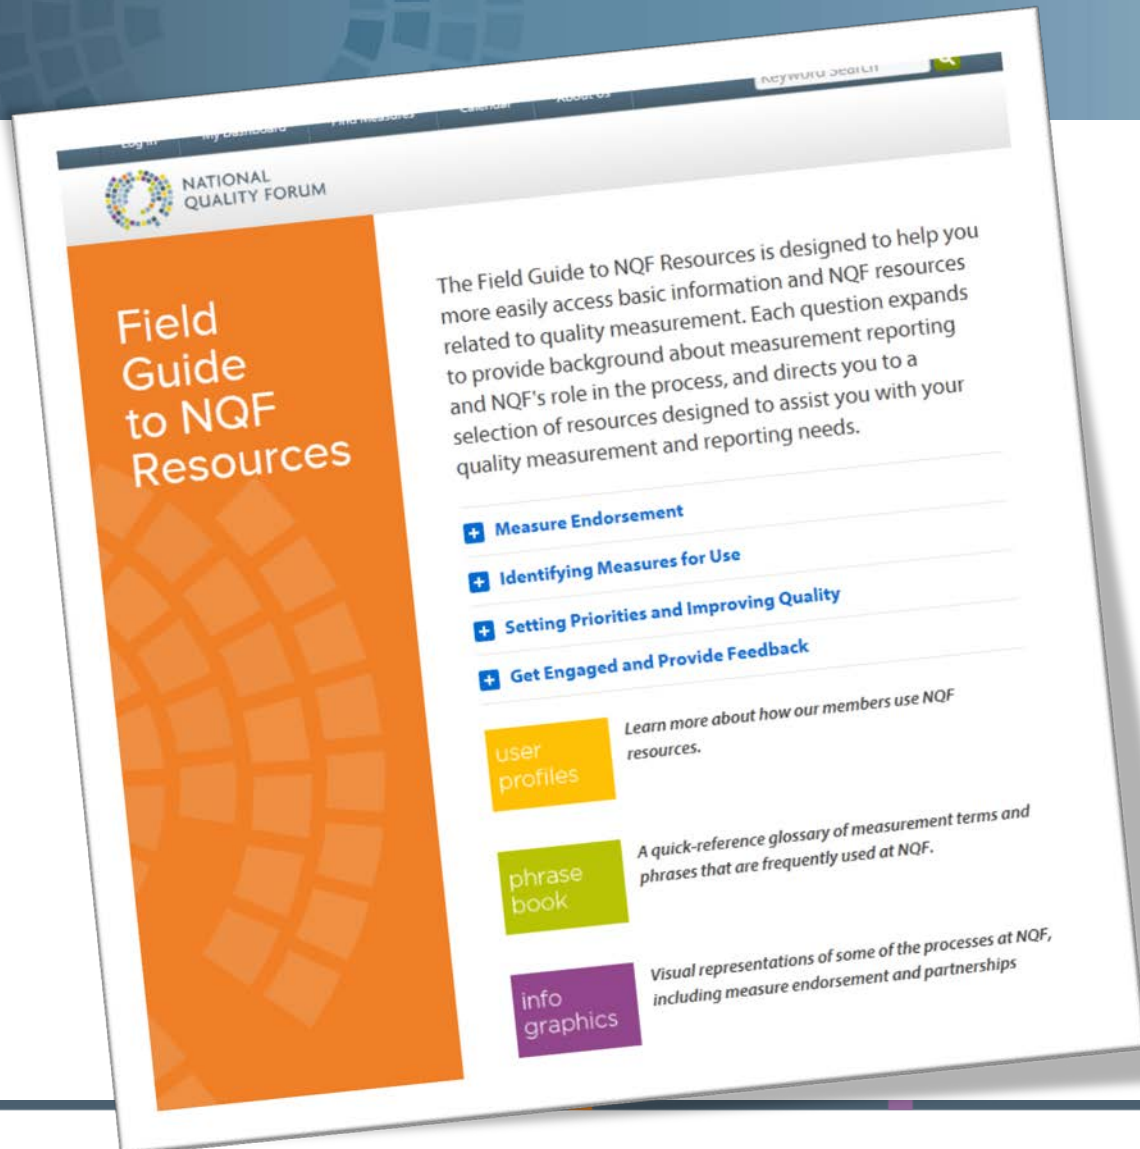 Log In
My Dashboard
Find Measures
Calendar
About Us
Keyword Search
NATIONAL
QUALITY FORUM
Field
Guide
to NQF
Resources
The Field Guide to NQF Resources is designed to help you
more easily access basic information and NQF resources
related to quality measurement. Each question expands
to provide background about measurement reporting
and NQF's role in the process, and directs you to a
selection of resources designed to assist you with your
quality measurement and reporting needs.
Measure Endorsement
Identifying Measures for Use
Setting Priorities and Improving Quality
Get Engaged and Provide Feedback
user
profiles
Learn more about how our members use NQF
resources.
phrase
book
A quick-reference glossary of measurement terms and
phrases that are frequently used at NQF.
info
graphics
Visual representations of some of the processes at NQF,
including measure endorsement and partnerships